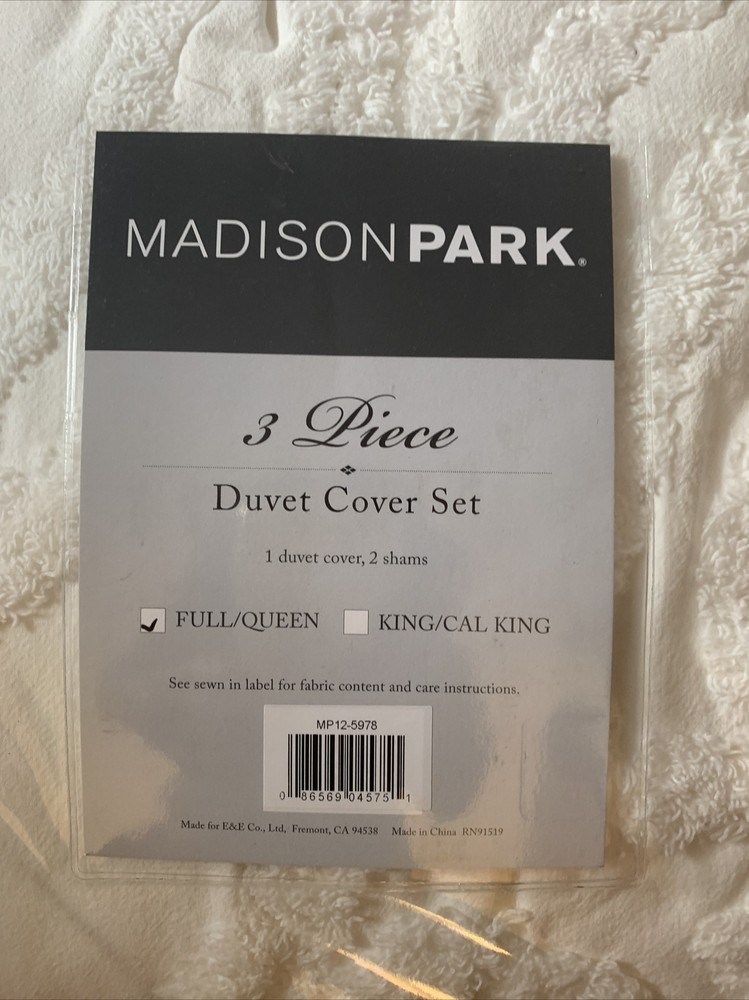 MADISONPARK®
3 Piece
Duvet Cover Set
1 duvet cover, 2 shams
FULL/QUEEN KING/CAL KING
See sewn in label for fabric content and care instructions.
MP12-5978
0 86569 04575 1
Made for E&E Co., Ltd, Fremont, CA 94538 Made in China RN91519